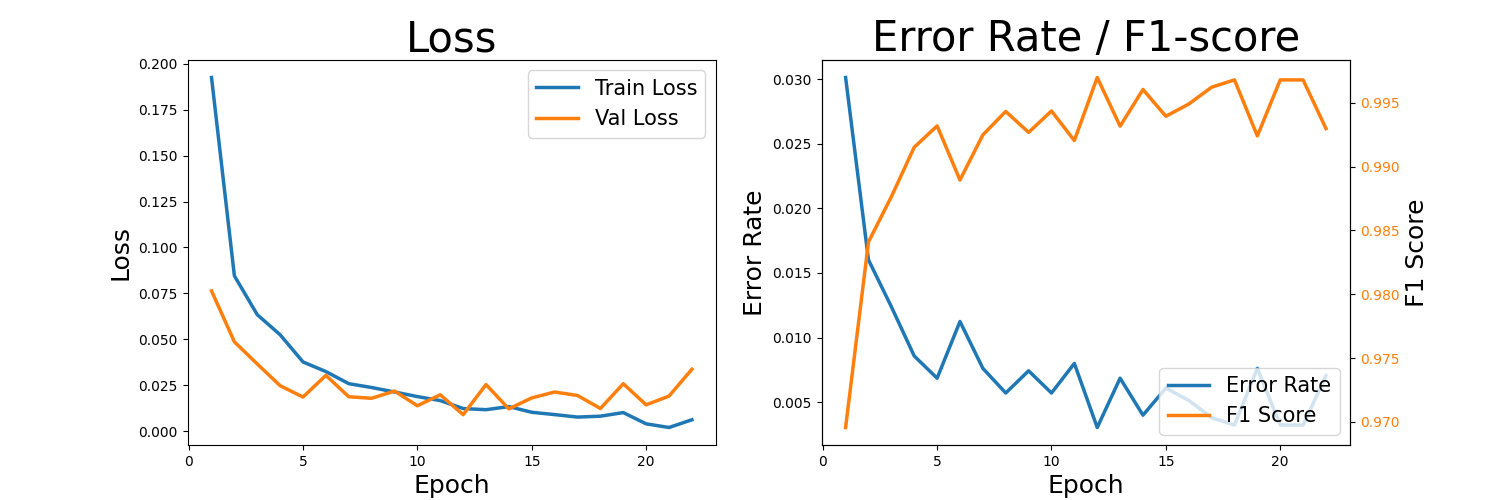 Loss
0.200
0.175
0.150
0.125
0.100
0.075
0.050
0.025
0.000
Loss
Train Loss
Val Loss
0
5
10
15
20
Epoch
Error Rate / F1-score
0.030
0.025
0.020
0.015
0.010
0.005
Error Rate
Error Rate
F1 Score
0.995
0.990
0.985
0.980
0.975
0.970
F1 Score
0
5
10
15
20
Epoch